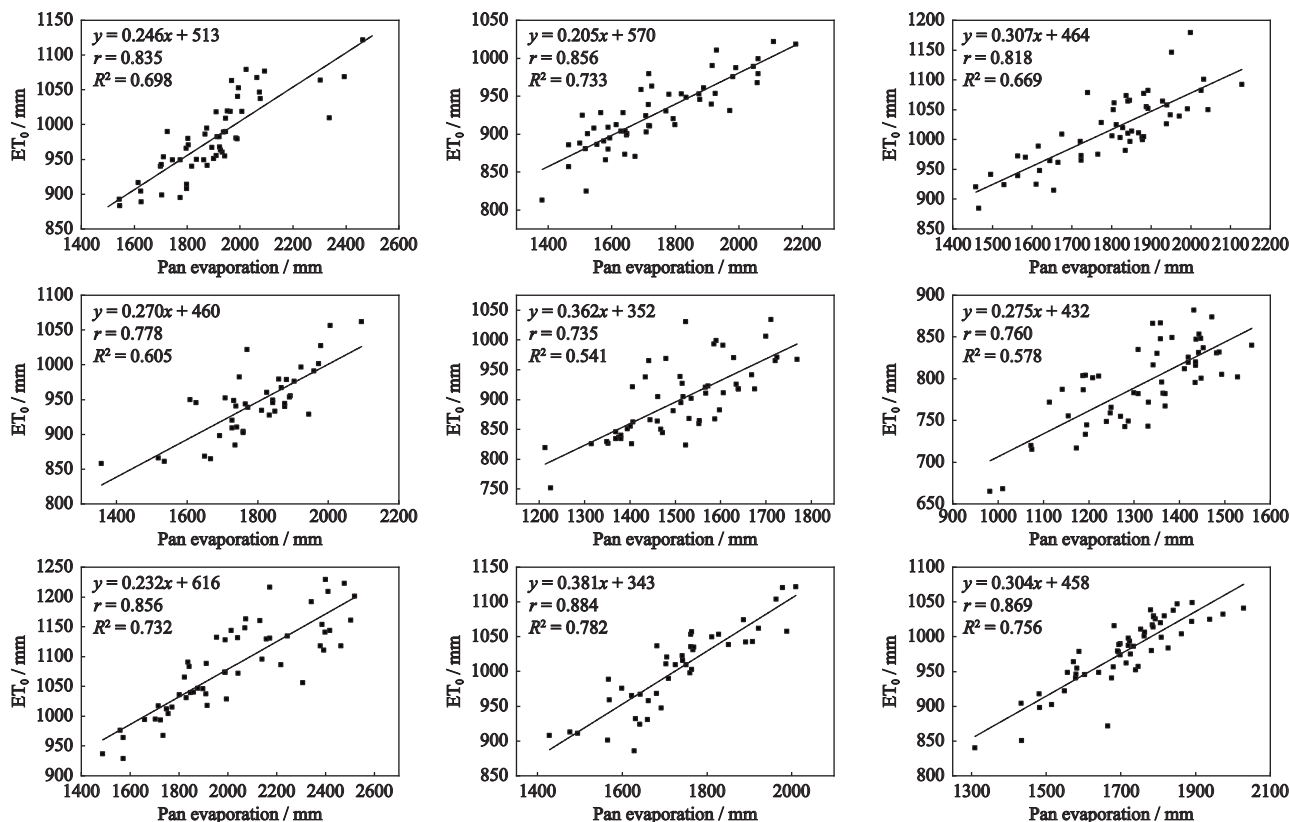 y = 0.246x + 513
r = 0.835
R² = 0.698
ET₀ / mm
1150
1100
1050
1000
950
900
850
1400 1600 1800 2000 2200 2400 2600
Pan evaporation / mm
y = 0.205x + 570
r = 0.856
R² = 0.733
ET₀ / mm
1050
1000
950
900
850
800
1400 1600 1800 2000 2200
Pan evaporation / mm
y = 0.307x + 464
r = 0.818
R² = 0.669
ET₀ / mm
1200
1150
1100
1050
1000
950
900
850
1400 1500 1600 1700 1800 1900 2000 2100 2200
Pan evaporation / mm
y = 0.270x + 460
r = 0.778
R² = 0.605
ET₀ / mm
1100
1050
1000
950
900
850
800
1400 1600 1800 2000 2200
Pan evaporation / mm
y = 0.362x + 352
r = 0.735
R² = 0.541
ET₀ / mm
1050
1000
950
900
850
800
750
1200 1300 1400 1500 1600 1700 1800
Pan evaporation / mm
y = 0.275x + 432
r = 0.760
R² = 0.578
ET₀ / mm
900
850
800
750
700
650
900 1000 1100 1200 1300 1400 1500 1600
Pan evaporation / mm
y = 0.232x + 616
r = 0.856
R² = 0.732
ET₀ / mm
1250
1200
1150
1100
1050
1000
950
900
1400 1600 1800 2000 2200 2400 2600
Pan evaporation / mm
y = 0.381x + 343
r = 0.884
R² = 0.782
ET₀ / mm
1150
1100
1050
1000
950
900
850
1400 1600 1800 2000
Pan evaporation / mm
y = 0.304x + 458
r = 0.869
R² = 0.756
ET₀ / mm
1100
1050
1000
950
900
850
800
1300 1500 1700 1900 2100
Pan evaporation / mm